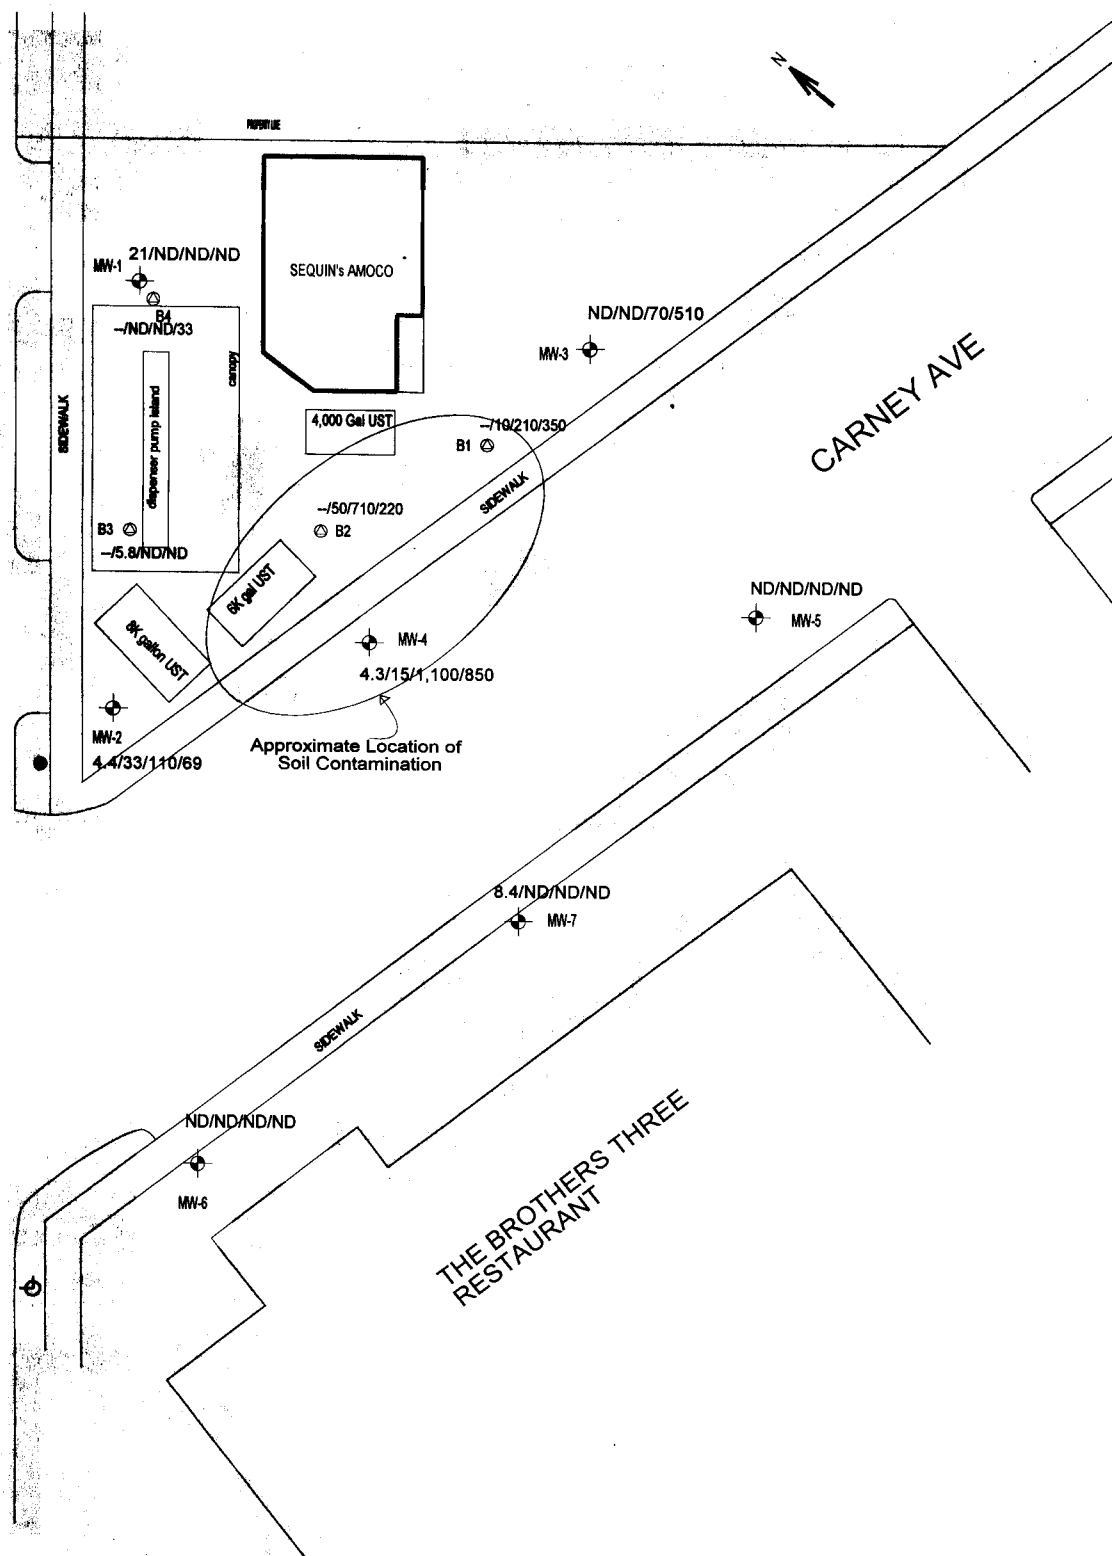 N
PROPERTY LINE
21/ND/ND/ND
MW-1
SEQUIN's AMOCO
B4
--/ND/ND/33
canopy
dispenser pump island
SIDEWALK
ND/ND/70/510
MW-3
CARNEY AVE
4,000 Gal UST
--/10/210/350
B1
SIDEWALK
--/50/710/220
B2
B3
--/5.8/ND/ND
6K gal UST
8K gallon UST
ND/ND/ND/ND
MW-5
MW-4
4.3/15/1,100/850
MW-2
4.4/33/110/69
Approximate Location of
Soil Contamination
8.4/ND/ND/ND
MW-7
SIDEWALK
ND/ND/ND/ND
MW-6
THE BROTHERS THREE
RESTAURANT